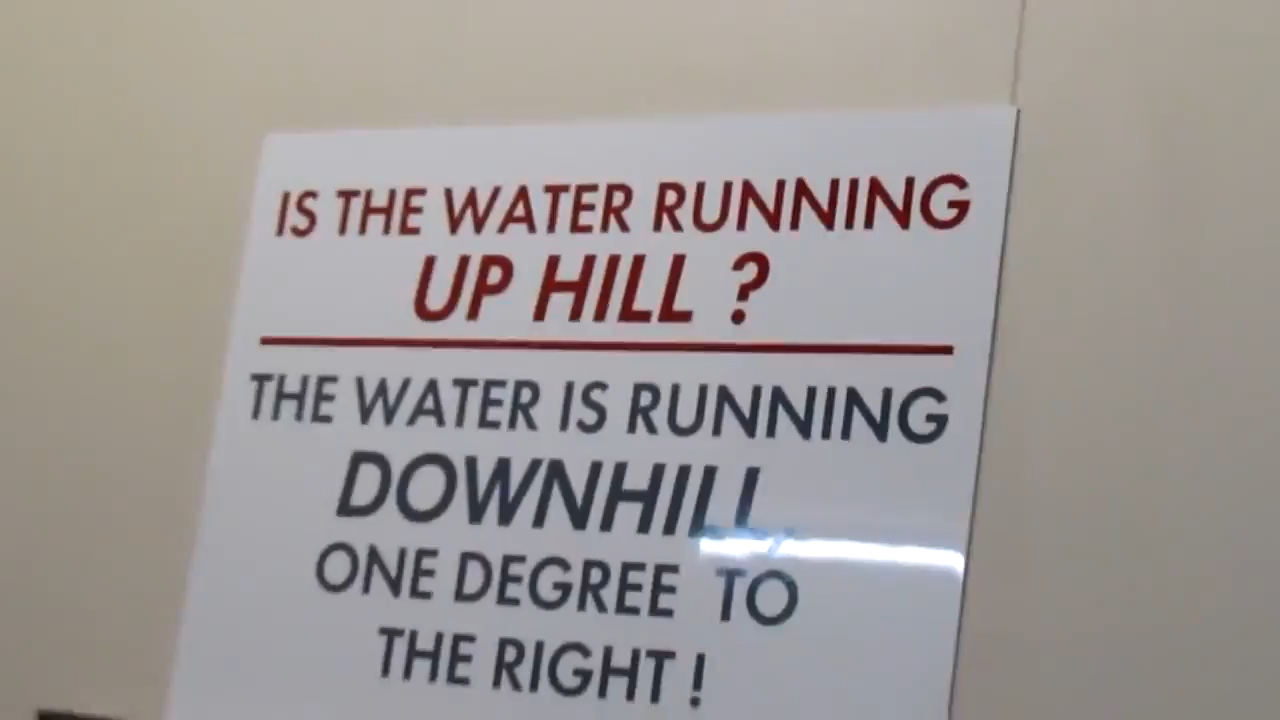 IS THE WATER RUNNING
UP HILL ?
THE WATER IS RUNNING
DOWNHILL,
ONE DEGREE TO
THE RIGHT !